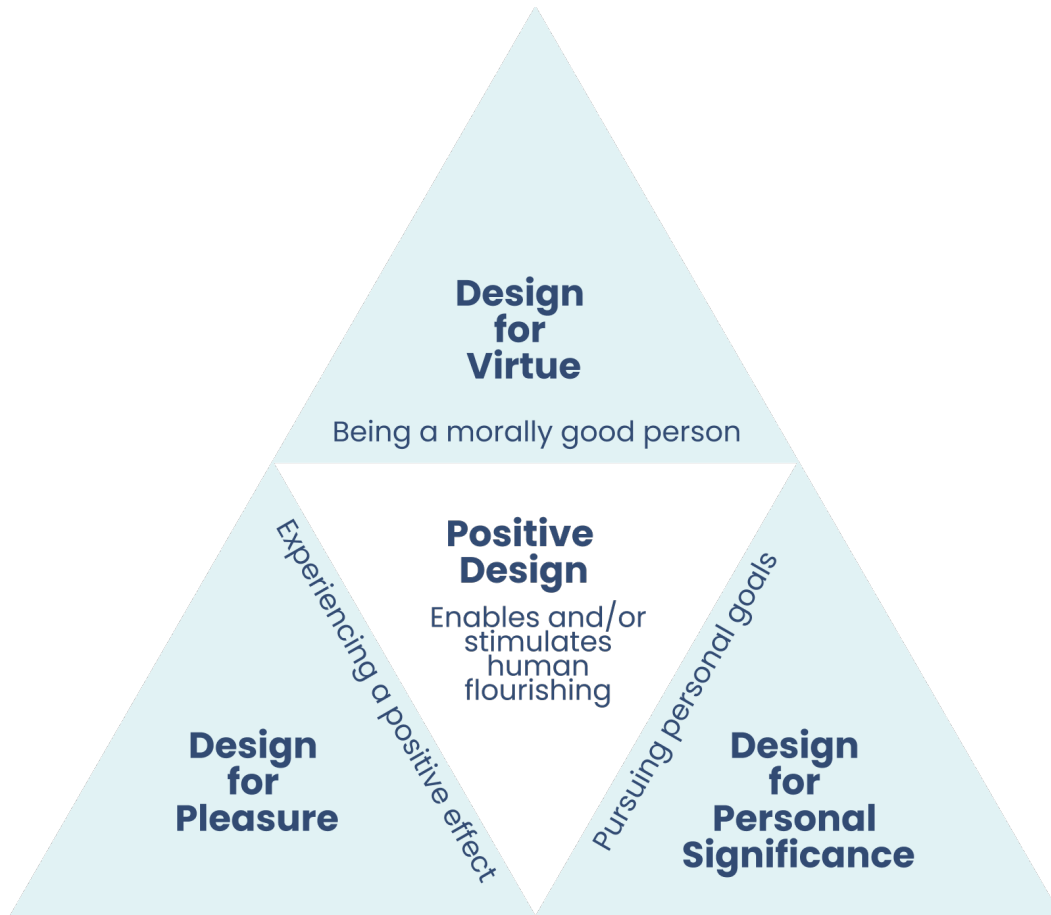 Design
for
Virtue
Being a morally good person
Positive
Design
Enables and/or
stimulates
human
flourishing
Experiencing a positive effect
Pursuing personal goals
Design
for
Pleasure
Design
for
Personal
Significance